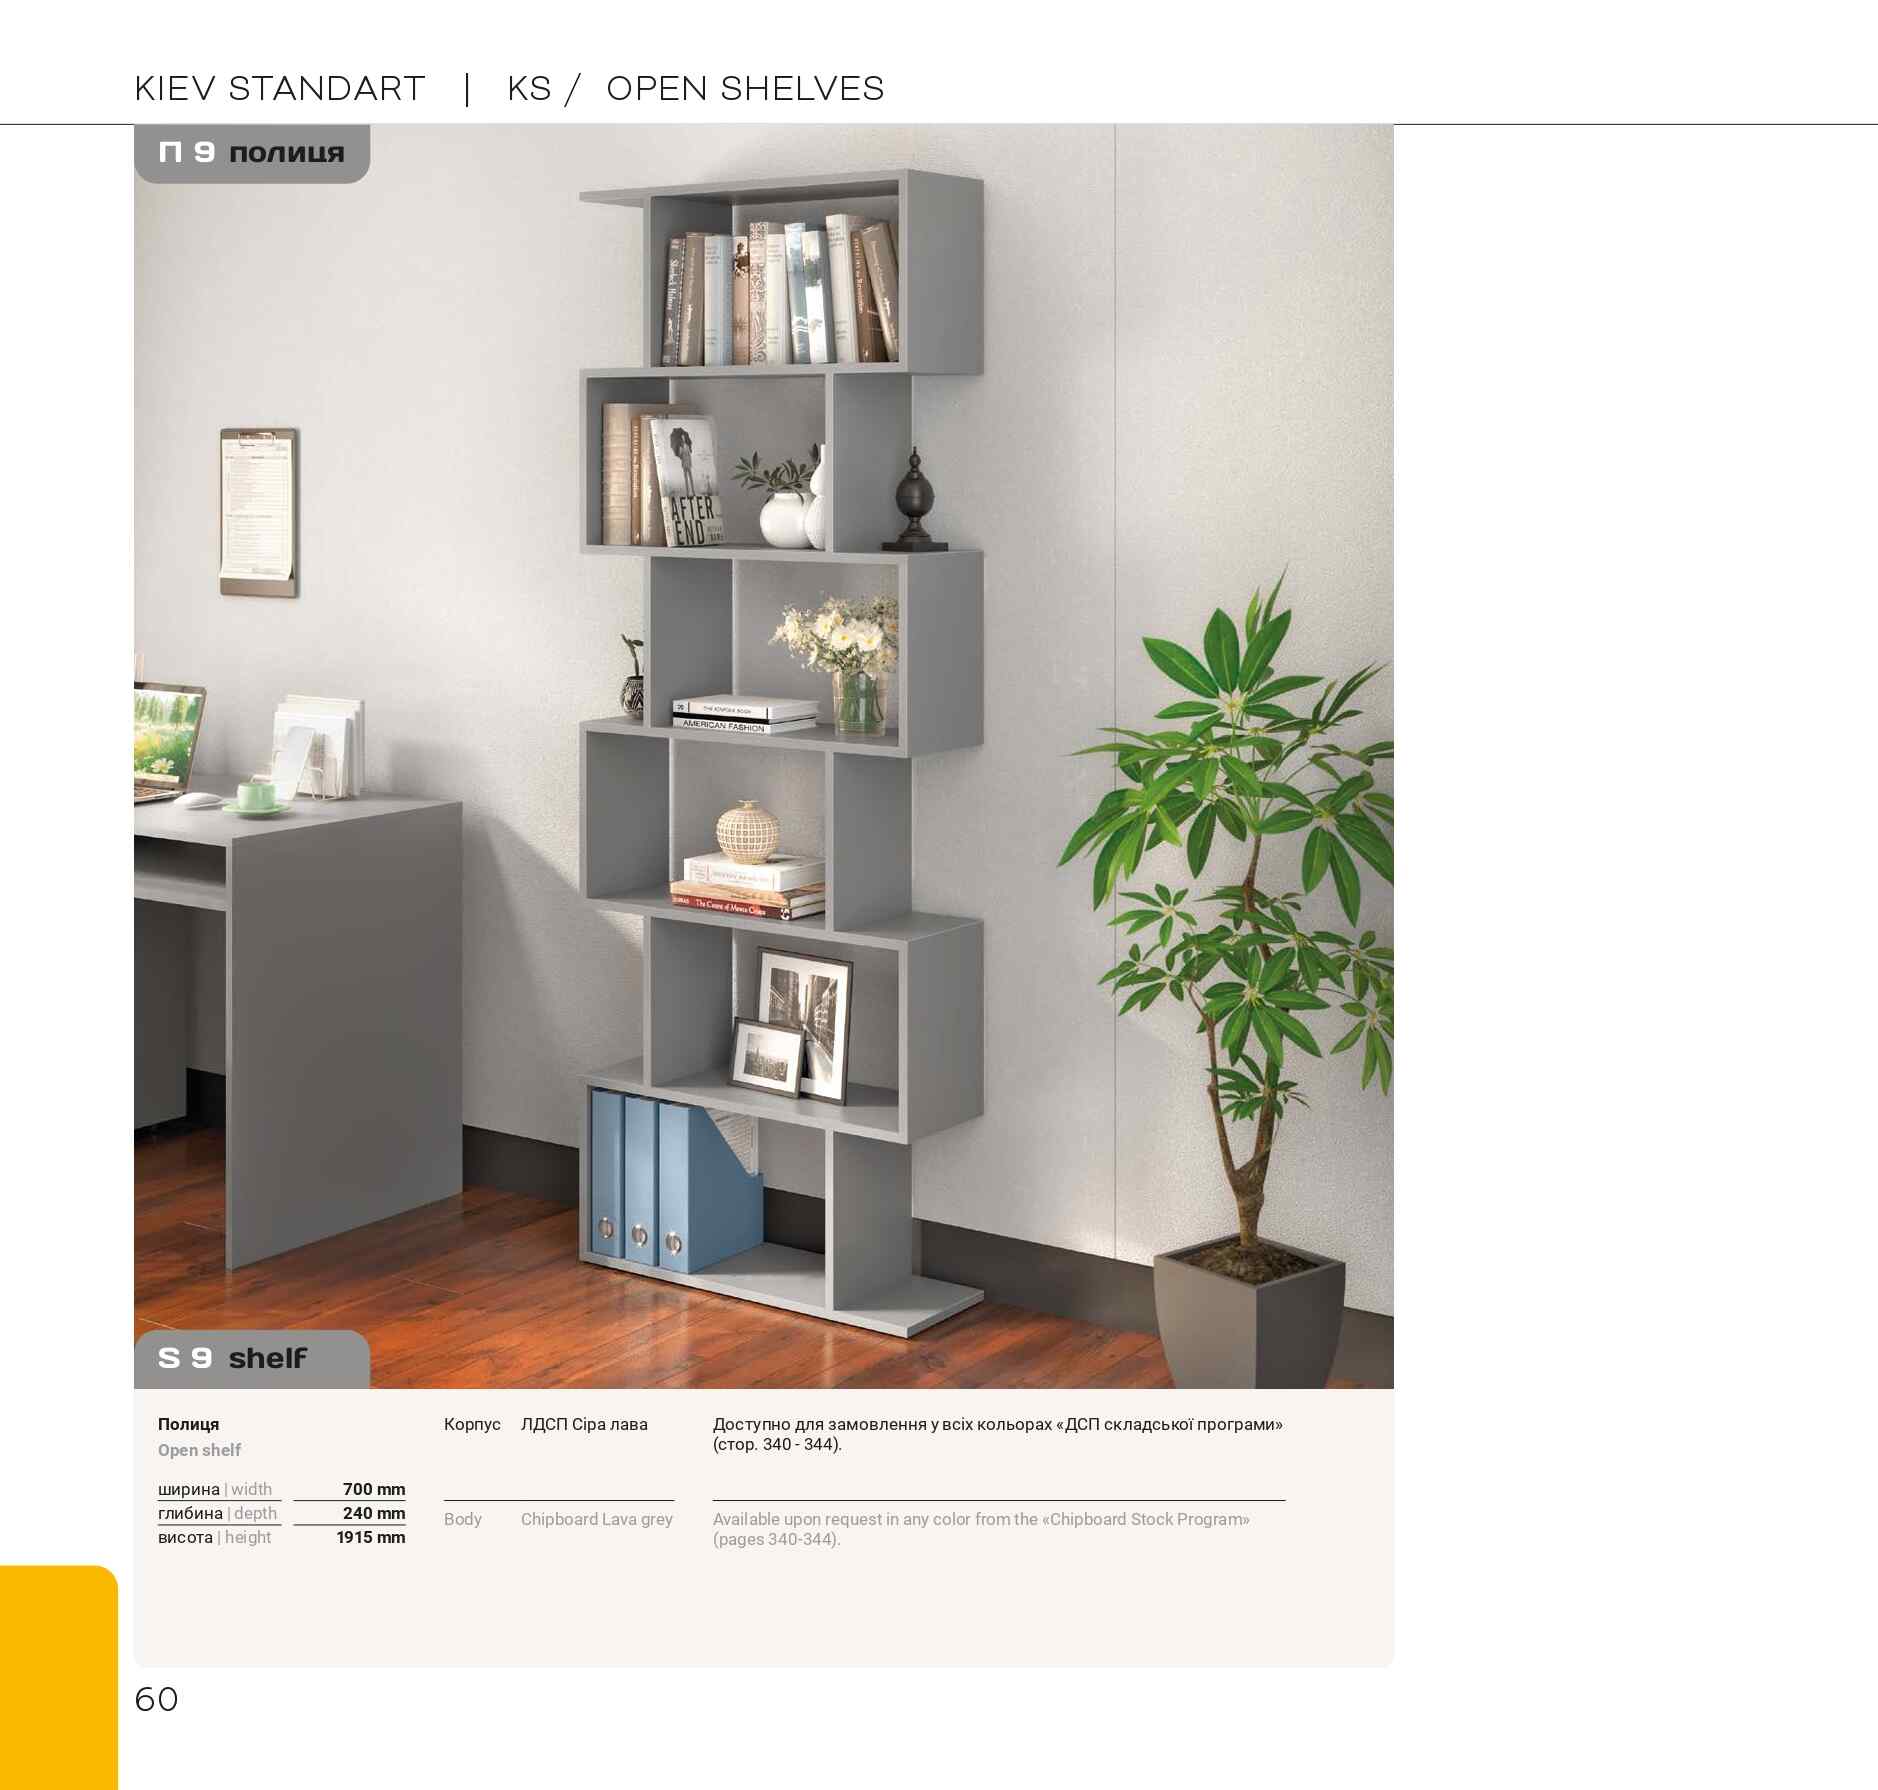 KIEV STANDART | KS / OPEN SHELVES
П 9 полиця
AFTER
END
AMERICAN FASHION
S 9 shelf
Полиця
Open shelf
ширина | width 700 mm
глибина | depth 240 mm
висота | height 1915 mm
Корпус ЛДСП Сіра лава
Body Chipboard Lava grey
Доступно для замовлення у всіх кольорах «ДСП складської програми»
(стор. 340 - 344).
Available upon request in any color from the «Chipboard Stock Program»
(pages 340-344).
60